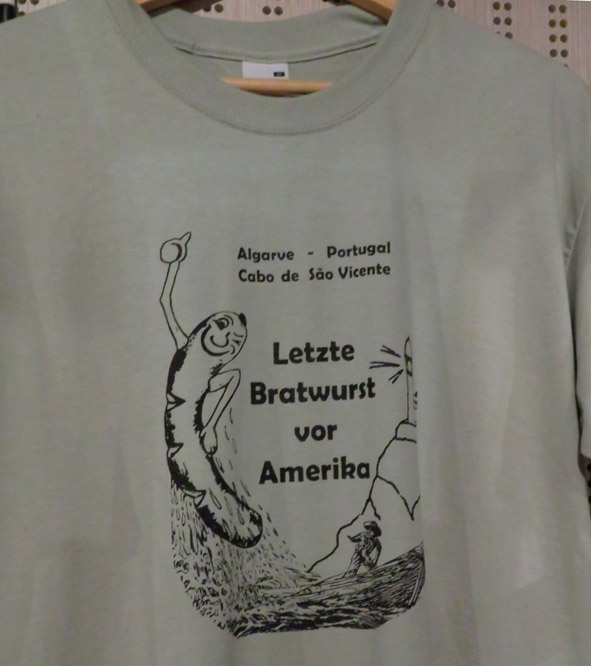 Algarve - Portugal
Cabo de São Vicente
Letzte
Bratwurst
vor
Amerika